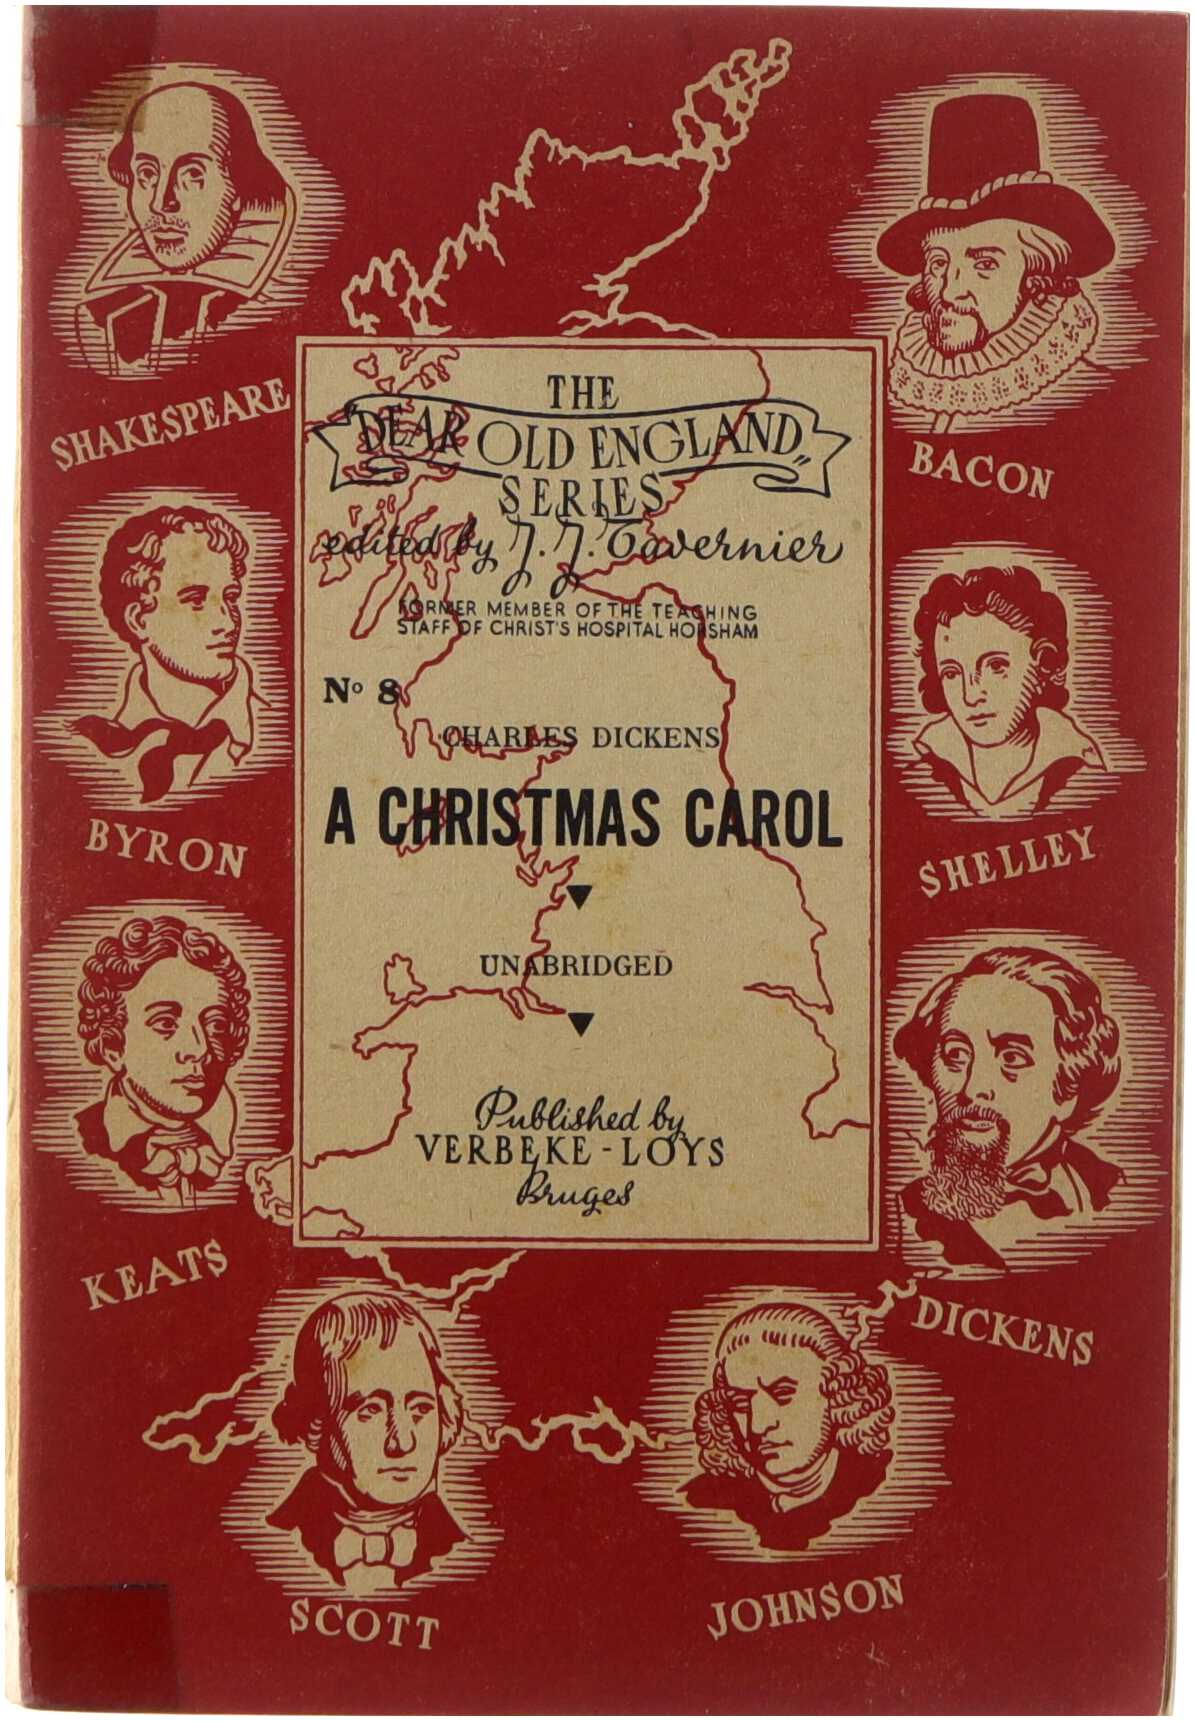 SHAKESPEARE
BACON
THE
"DEAR OLD ENGLAND„
SERIES
edited by J. J. Tavernier
FORMER MEMBER OF THE TEACHING
STAFF OF CHRIST'S HOSPITAL HORSHAM
Nº 8
CHARLES DICKENS
A CHRISTMAS CAROL
UNABRIDGED
Published by
VERBEKE - LOYS
Bruges
BYRON
SHELLEY
KEATS
DICKENS
SCOTT
JOHNSON